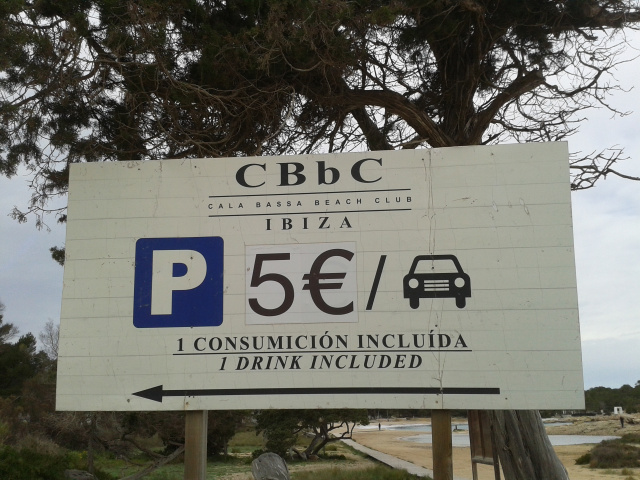 CBbC
CALA BASSA BEACH CLUB
IBIZA
P 5€/
1 CONSUMICIÓN INCLUÍDA
1 DRINK INCLUDED